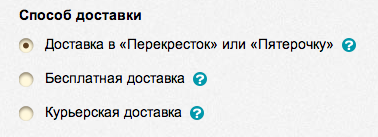 Способ доставки
Доставка в «Перекресток» или «Пятерочку» ?
Бесплатная доставка ?
Курьерская доставка ?